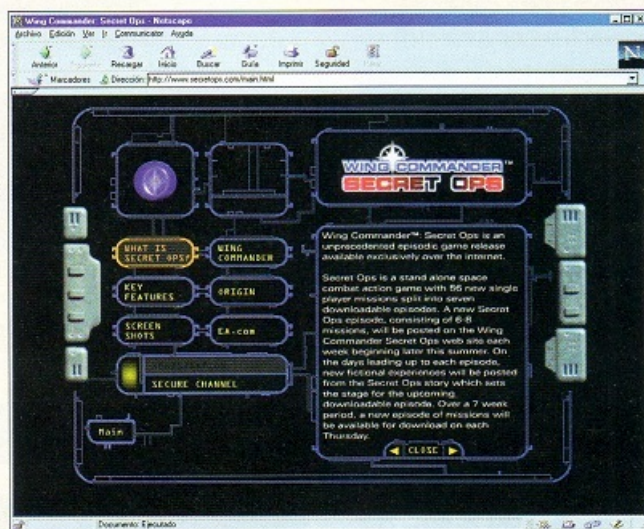 Wing Commander: Secret Ops - Netscape
Archivo Edición Ver Ir Communicator Ayuda
Anterior Recargar Inicio Buscar Guía Imprimir Seguridad
Marcadores Dirección: http://www.secretops.com/main.html
N
WING COMMANDER™
SECRET OPS
WHAT IS
SECRET OPS?
WING
COMMANDER
KEY
FEATURES
ORIGIN
SCREEN
SHOTS
EA.com
SECURE CHANNEL
Main
Wing Commander™: Secret Ops is an
unprecedented episodic game release
available exclusively over the internet.
Secret Ops is a stand alone space
combat action game with 56 new single
player missions split into seven
downloadable episodes. A new Secret
Ops episode, consisting of 6-8
missions, will be posted on the Wing
Commander Secret Ops web site each
week beginning later this summer. On
the days leading up to each episode,
new fictional experiences will be posted
from the Secret Ops story which sets
the stage for the upcoming
downloadable episode. Over a 7 week
period, a new episode of missions will
be available for download on each
Thursday.
CLOSE
Documento: Ejecutado